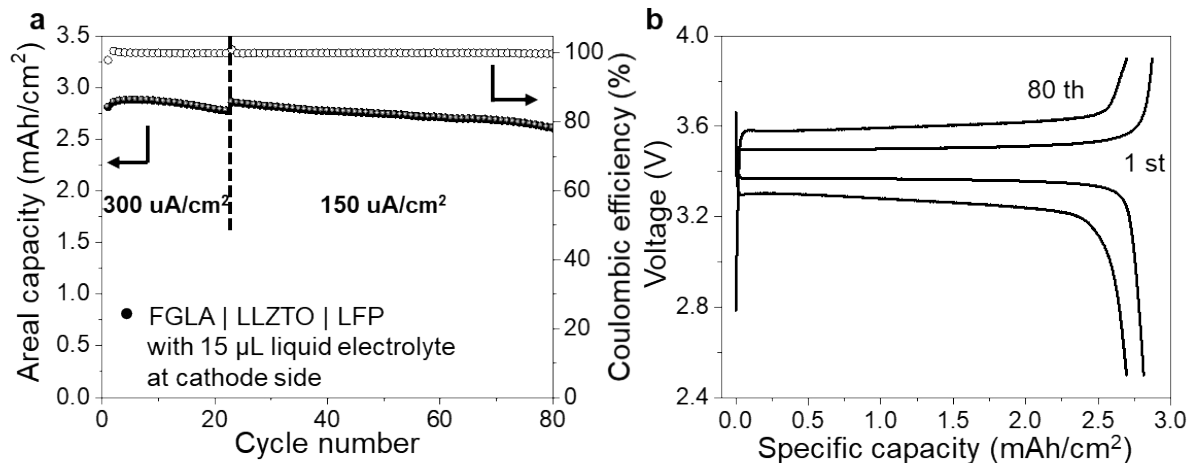 a
Areal capacity (mAh/cm²)
3.5
3.0
2.5
2.0
1.5
1.0
0.5
0.0
300 uA/cm²
150 uA/cm²
FGLA | LLZTO | LFP
with 15 µL liquid electrolyte
at cathode side
0
20
40
60
80
Cycle number
100
80
60
40
20
0
Coulombic efficiency (%)
b
Voltage (V)
4.0
3.6
3.2
2.8
2.4
80 th
1 st
0.0
0.5
1.0
1.5
2.0
2.5
3.0
Specific capacity (mAh/cm²)